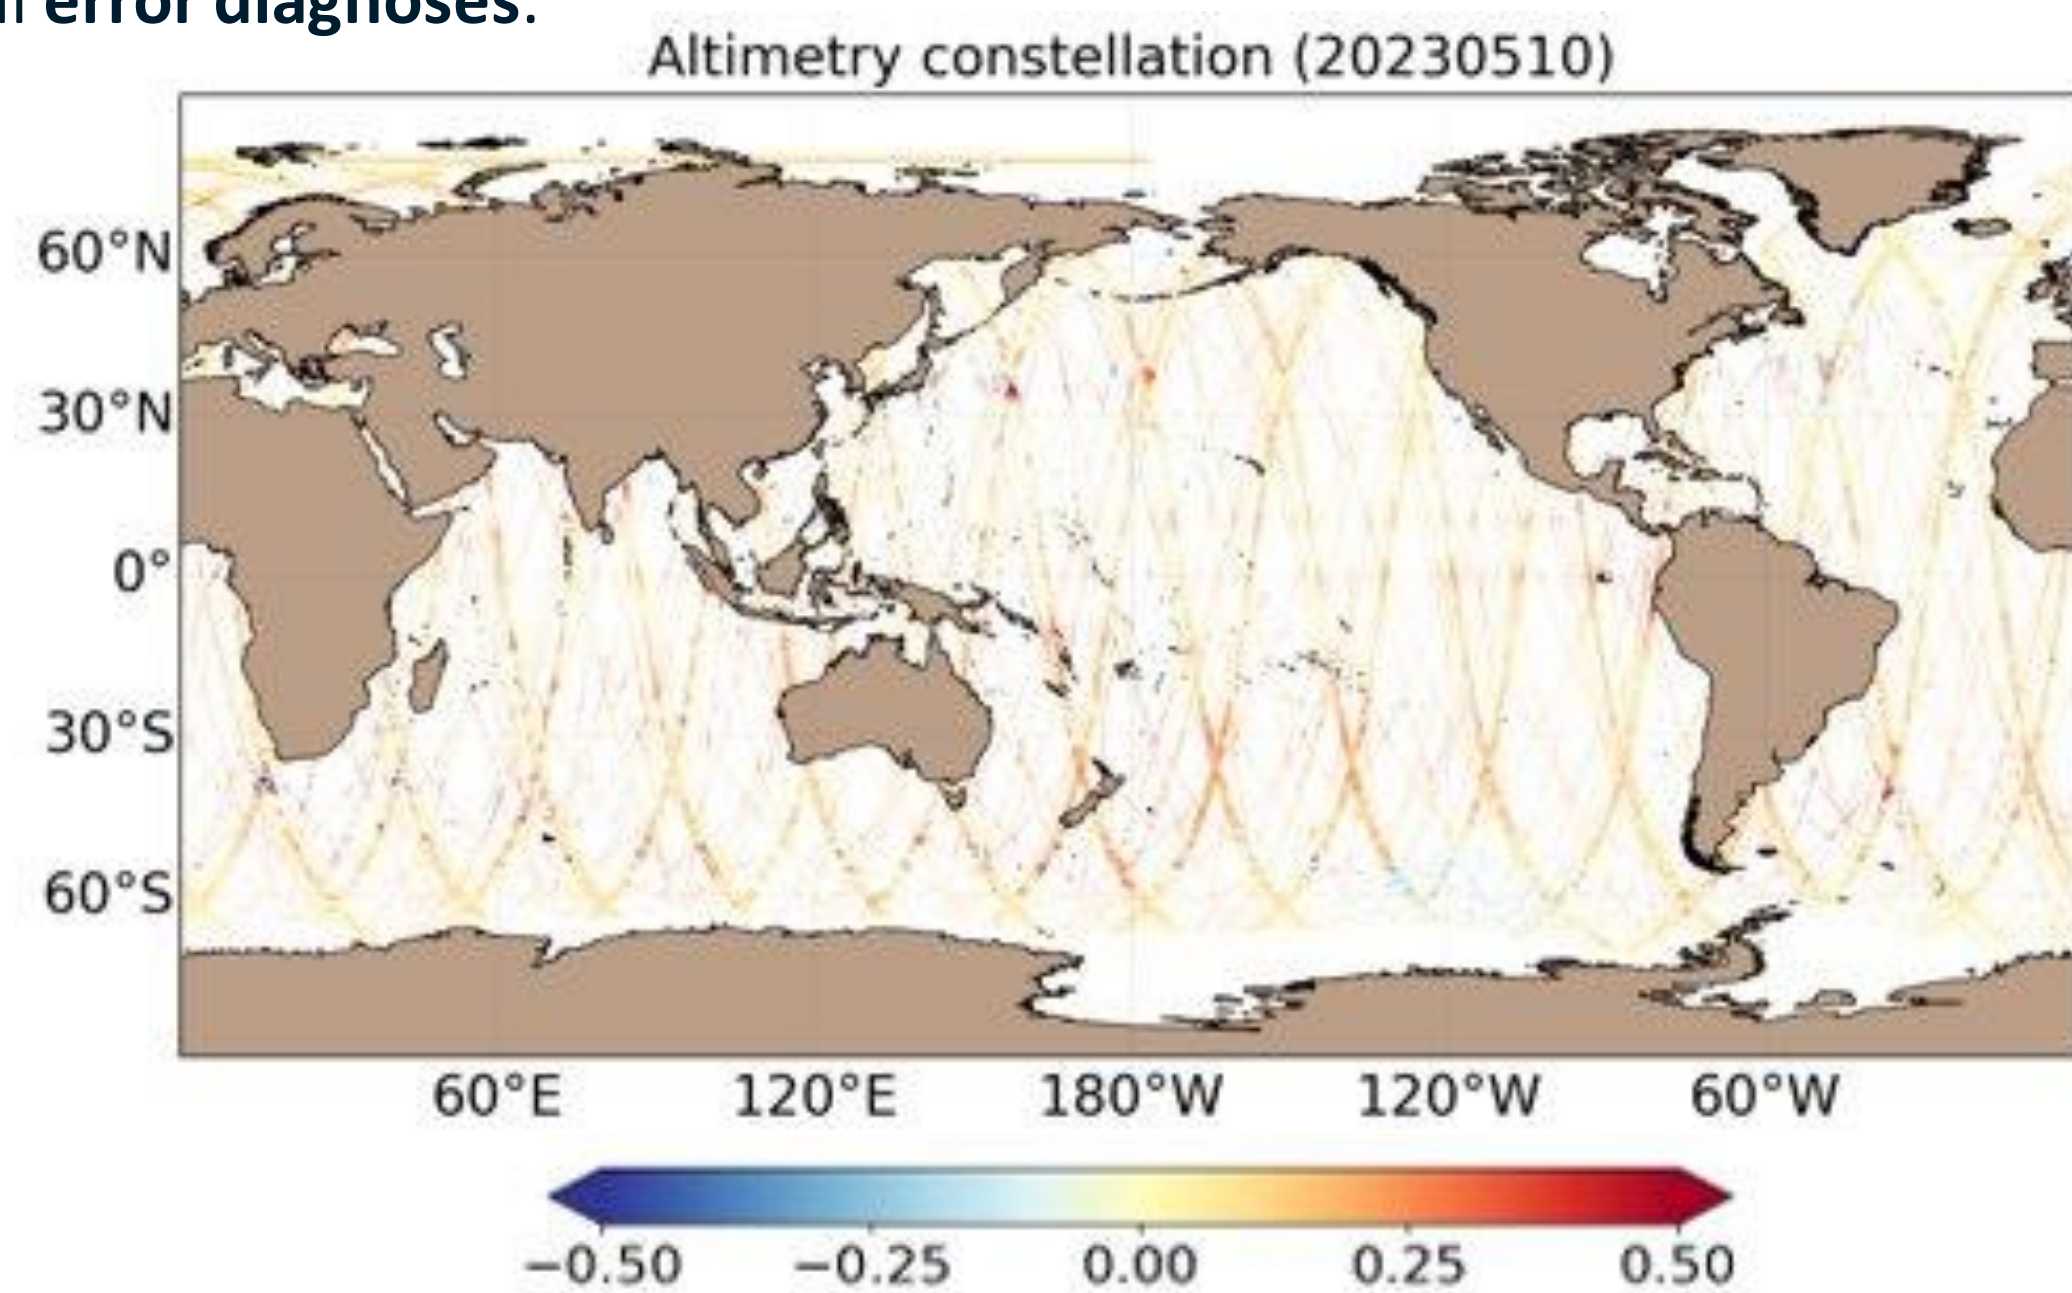 error diagnoses.
Altimetry constellation (20230510)
60°N
30°N
0°
30°S
60°S
60°E 120°E 180°W 120°W 60°W
−0.50 −0.25 0.00 0.25 0.50